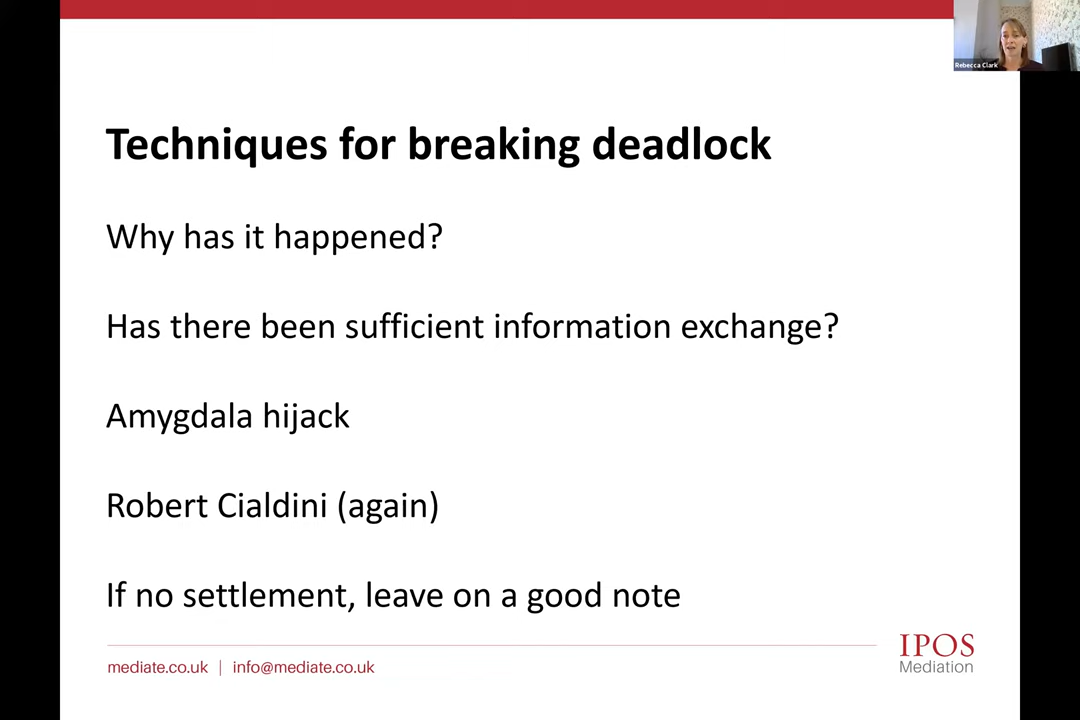 Rebecca Clark
Techniques for breaking deadlock
Why has it happened?
Has there been sufficient information exchange?
Amygdala hijack
Robert Cialdini (again)
If no settlement, leave on a good note
mediate.co.uk | info@mediate.co.uk
IPOS
Mediation